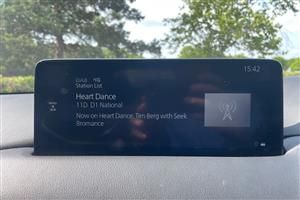 15:42
Station List
Heart Dance
11D D1 National
Now on Heart Dance, Tim Berg with Seek
Bromance